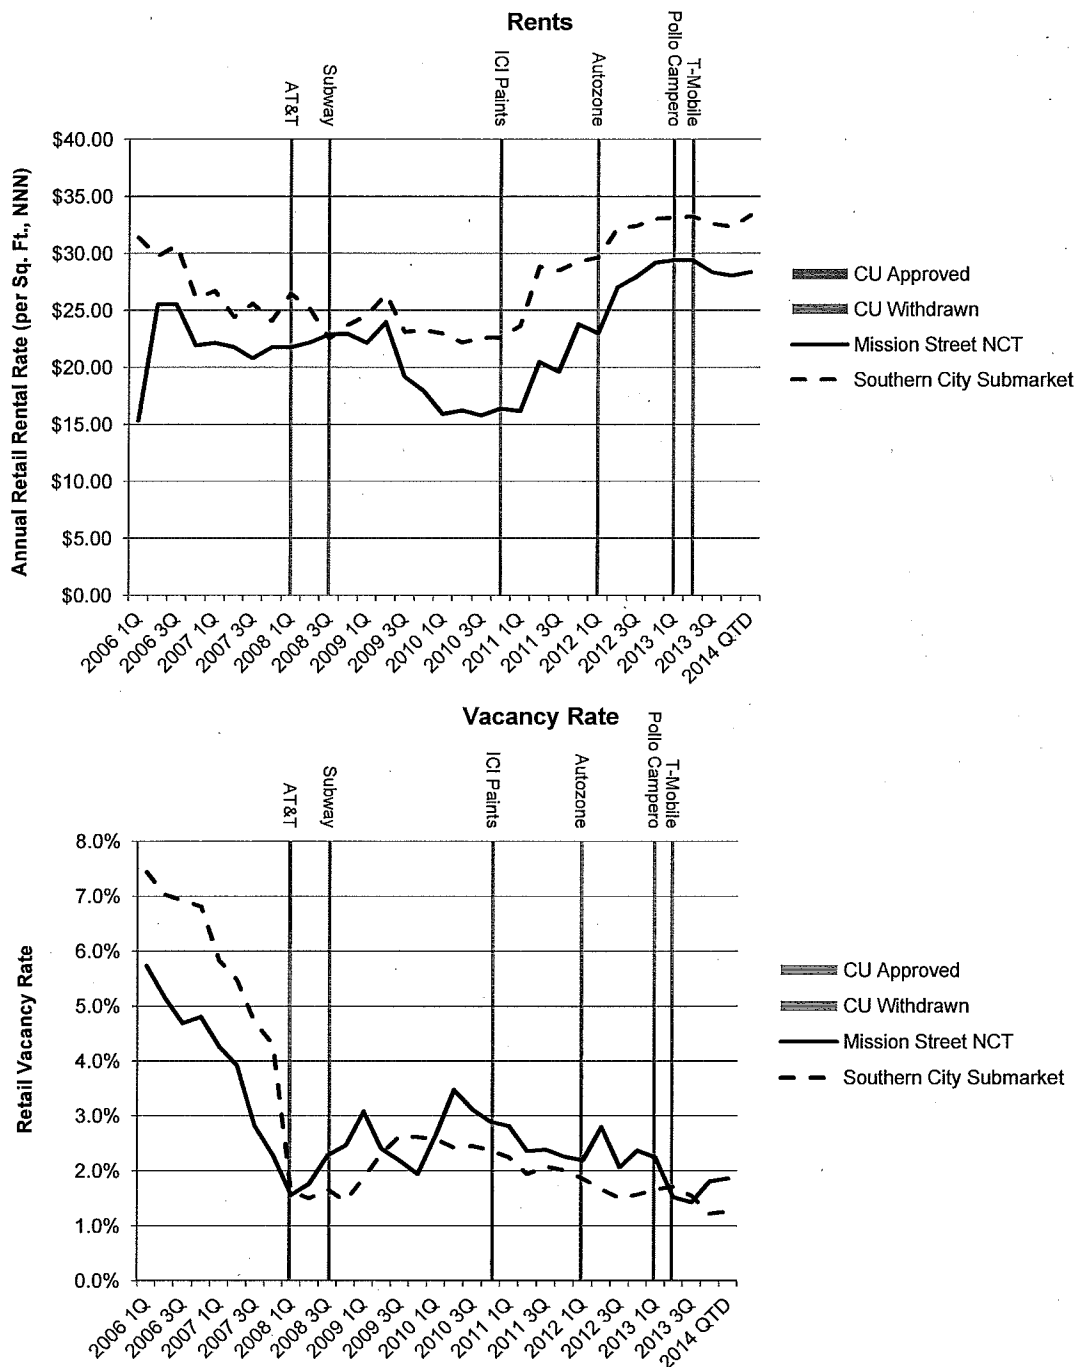 Rents
AT&T
Subway
ICI Paints
Autozone
Pollo Campero
T-Mobile
Annual Retail Rental Rate (per Sq. Ft., NNN)
$40.00
$35.00
$30.00
$25.00
$20.00
$15.00
$10.00
$5.00
$0.00
2006 1Q
2006 3Q
2007 1Q
2007 3Q
2008 1Q
2008 3Q
2009 1Q
2009 3Q
2010 1Q
2010 3Q
2011 1Q
2011 3Q
2012 1Q
2012 3Q
2013 1Q
2013 3Q
2014 QTD
CU Approved
CU Withdrawn
Mission Street NCT
Southern City Submarket
Vacancy Rate
AT&T
Subway
ICI Paints
Autozone
Pollo Campero
T-Mobile
Retail Vacancy Rate
8.0%
7.0%
6.0%
5.0%
4.0%
3.0%
2.0%
1.0%
0.0%
2006 1Q
2006 3Q
2007 1Q
2007 3Q
2008 1Q
2008 3Q
2009 1Q
2009 3Q
2010 1Q
2010 3Q
2011 1Q
2011 3Q
2012 1Q
2012 3Q
2013 1Q
2013 3Q
2014 QTD
CU Approved
CU Withdrawn
Mission Street NCT
Southern City Submarket